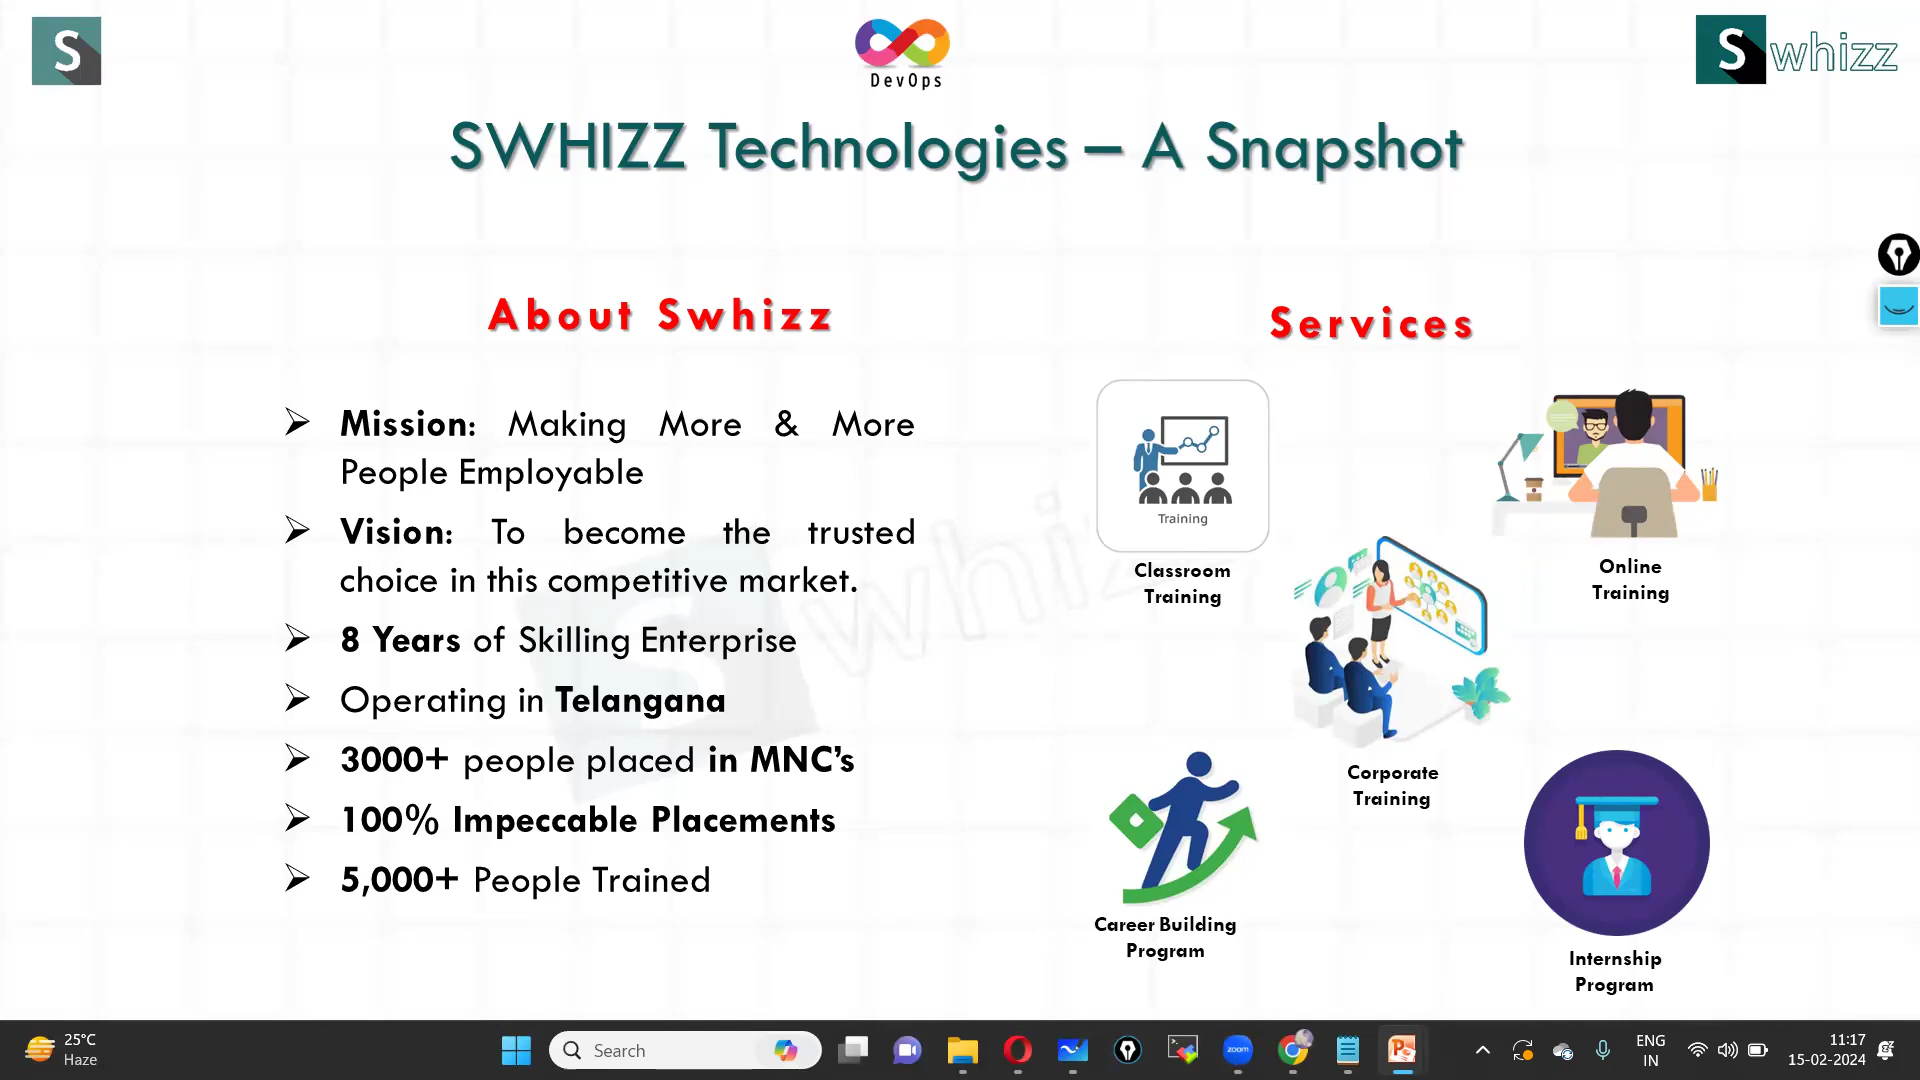 S
DevOps
S whizz
SWHIZZ Technologies – A Snapshot
About Swhizz
Mission: Making More & More
People Employable
Vision: To become the trusted
choice in this competitive market.
8 Years of Skilling Enterprise
Operating in Telangana
3000+ people placed in MNC's
100% Impeccable Placements
5,000+ People Trained
Services
Training
Classroom
Training
Online
Training
Corporate
Training
Career Building
Program
Internship
Program
S whizz
25°C
Haze
Search
zoom
ENG
IN
11:17
15-02-2024